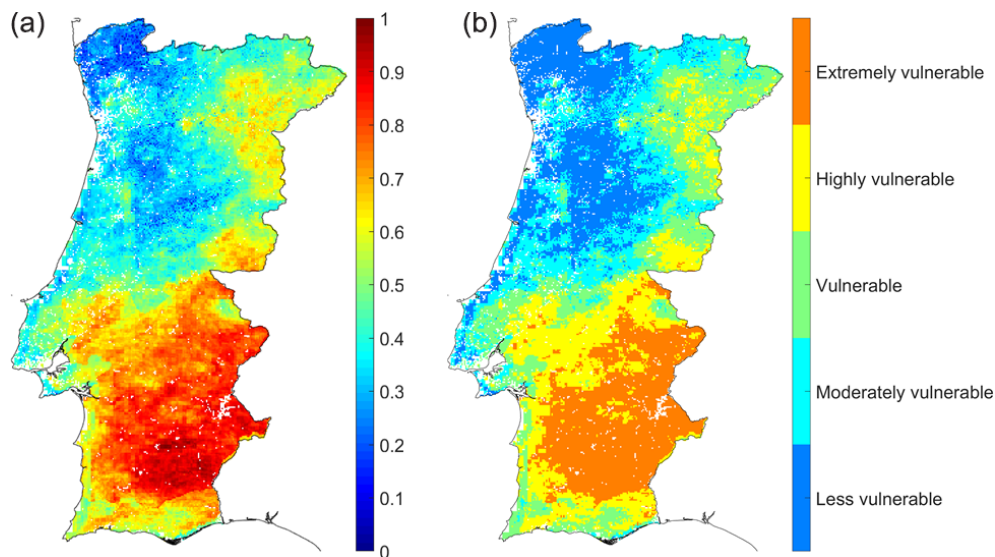 (a)
1
0.9
0.8
0.7
0.6
0.5
0.4
0.3
0.2
0.1
0
(b)
Extremely vulnerable
Highly vulnerable
Vulnerable
Moderately vulnerable
Less vulnerable